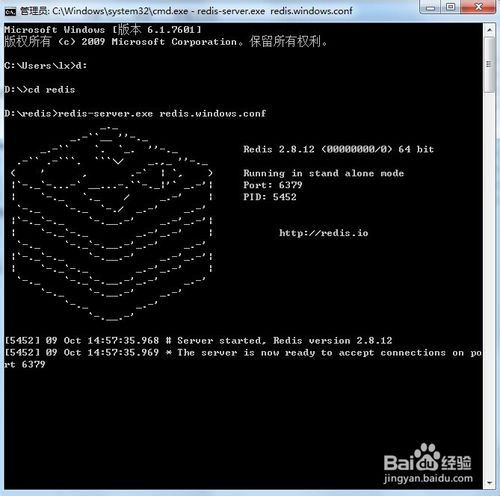 管理员: C:\Windows\system32\cmd.exe - redis-server.exe redis.windows.conf
Microsoft Windows [版本 6.1.7601]
版权所有 (c) 2009 Microsoft Corporation。保留所有权利。
C:\Users\lx>d:
D:\>cd redis
D:\redis>redis-server.exe redis.windows.conf
Redis 2.8.12 (00000000/0) 64 bit
Running in stand alone mode
Port: 6379
PID: 5452
http://redis.io
[5452] 09 Oct 14:57:35.968 # Server started, Redis version 2.8.12
[5452] 09 Oct 14:57:35.969 * The server is now ready to accept connections on po
rt 6379
Baidu 经验
jingyan.baidu.com